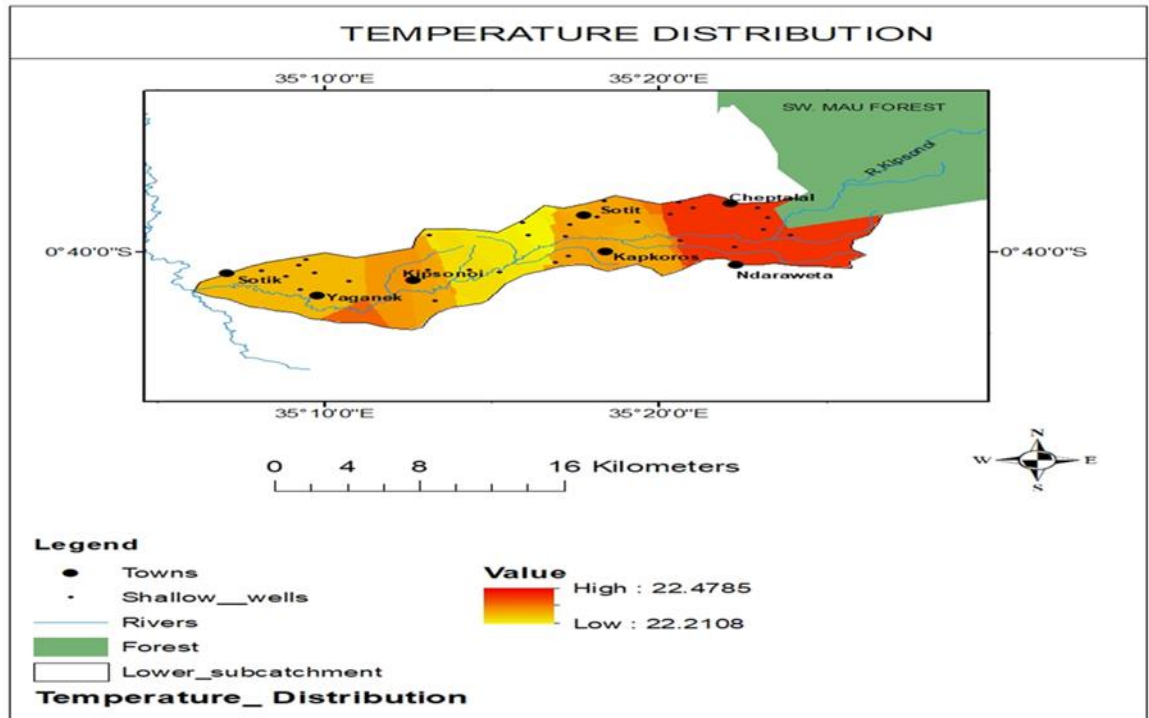 TEMPERATURE DISTRIBUTION
35°10'0"E 35°20'0"E
SW. MAU FOREST
R.Kipsonoi
Cheptalal
Sotit
0°40'0"S 0°40'0"S
Kapkoros
Sotik Kipsonoi Ndaraweta
Yaganek
35°10'0"E 35°20'0"E
N
W E
S
0 4 8 16 Kilometers
Legend
Towns
Shallow__wells
Rivers
Forest
Lower_subcatchment
Value
High : 22.4785
Low : 22.2108
Temperature_ Distribution